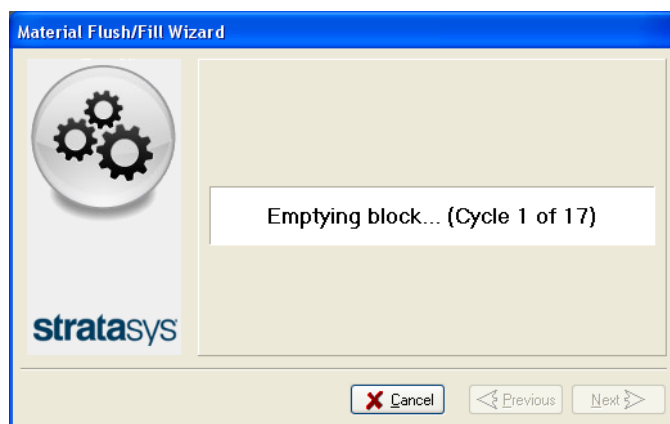 Material Flush/Fill Wizard
Emptying block... (Cycle 1 of 17)
stratasys
Cancel
Previous
Next